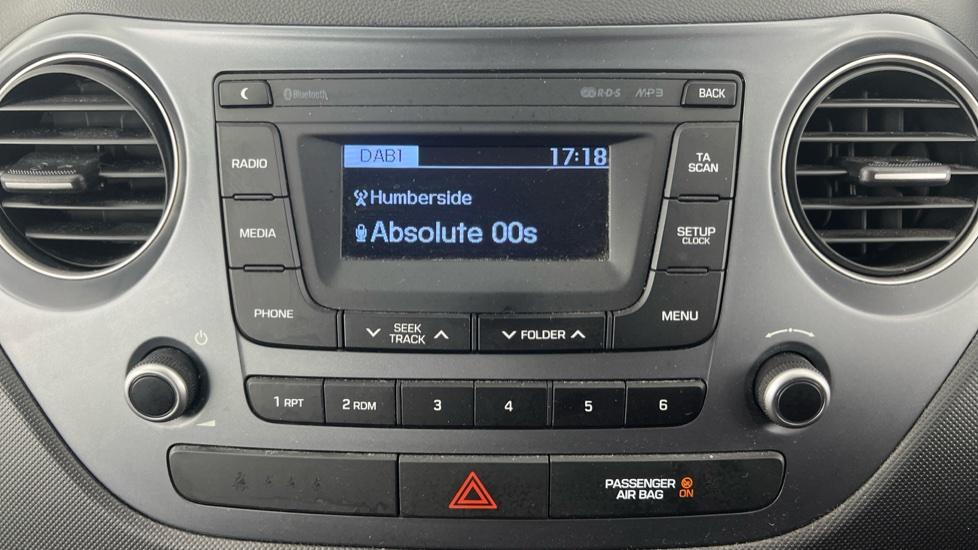 Bluetooth
R·D·S
MP3
BACK
RADIO
DAB1
17:18
TA
SCAN
Humberside
MEDIA
Absolute 00s
SETUP
CLOCK
PHONE
SEEK
TRACK
FOLDER
MENU
1 RPT
2 RDM
3
4
5
6
PASSENGER
AIR BAG
ON